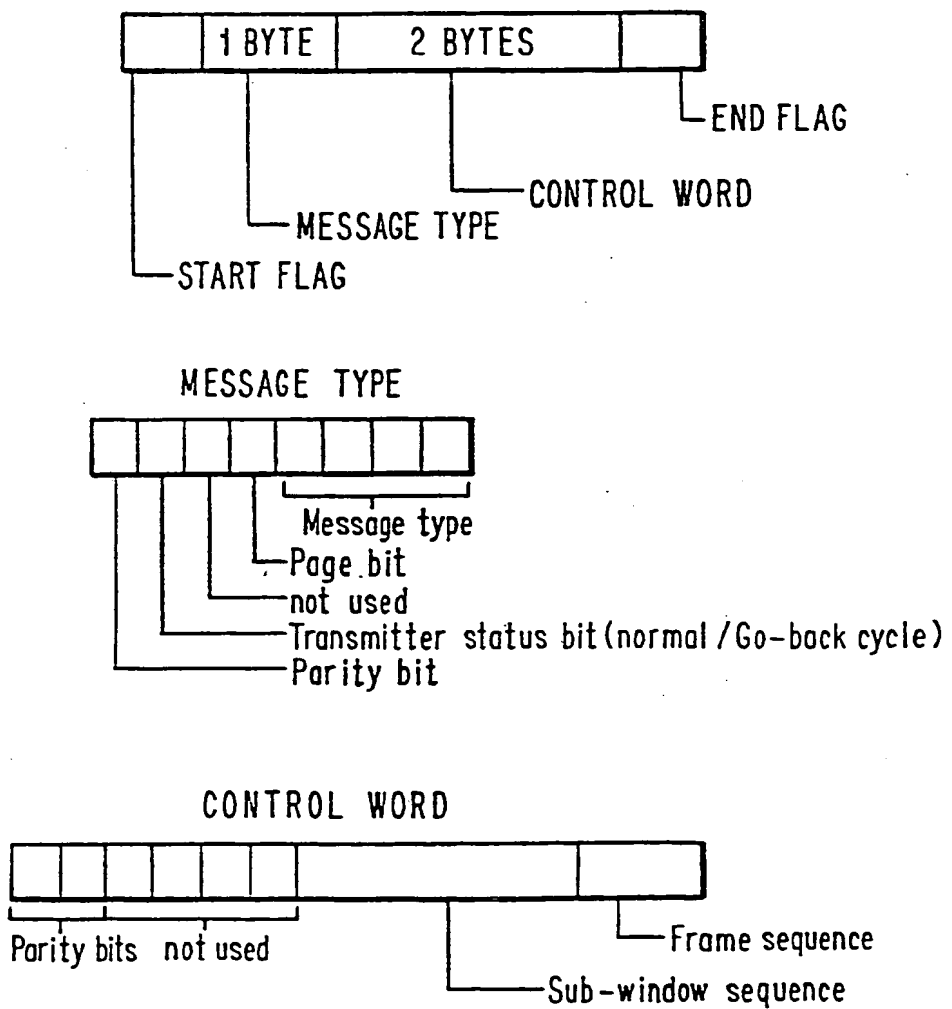 1 BYTE 2 BYTES
END FLAG
CONTROL WORD
MESSAGE TYPE
START FLAG
MESSAGE TYPE
Message type
Page bit
not used
Transmitter status bit (normal / Go-back cycle)
Parity bit
CONTROL WORD
Parity bits not used
Frame sequence
Sub-window sequence